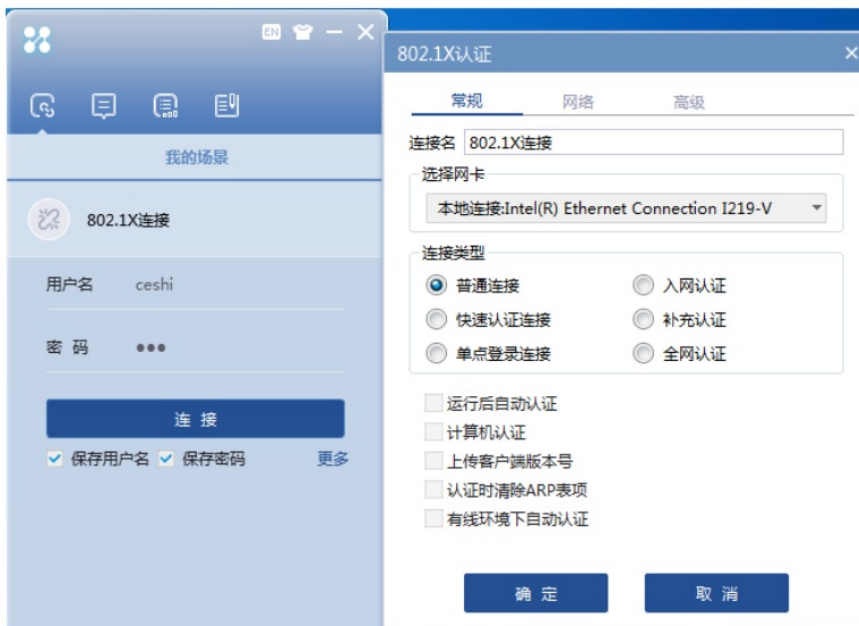 EN
我的场景
802.1X连接
用户名 ceshi
密 码 •••
连 接
保存用户名 保存密码 更多
802.1X认证
常规 网络 高级
连接名 802.1X连接
选择网卡
本地连接:Intel(R) Ethernet Connection I219-V
连接类型
普通连接 入网认证
快速认证连接 补充认证
单点登录连接 全网认证
运行后自动认证
计算机认证
上传客户端版本号
认证时清除ARP表项
有线环境下自动认证
确 定 取 消